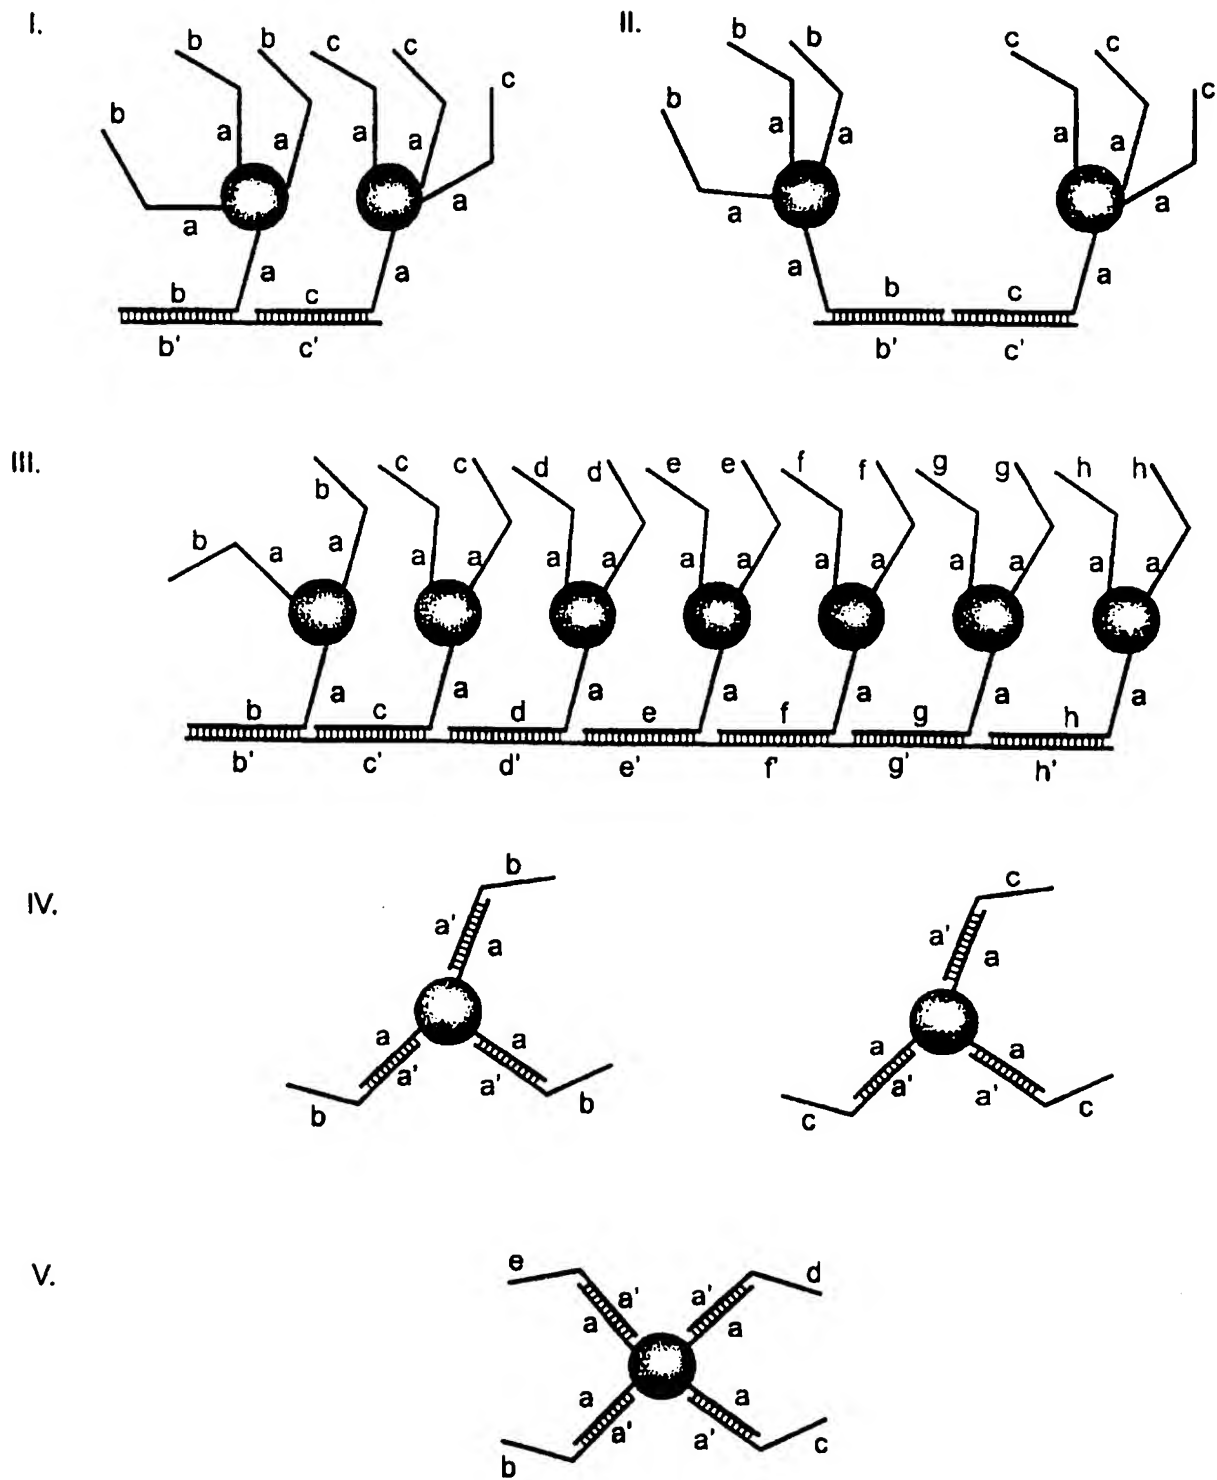 I. II.
b b c c c b
a a a a a a
a a
b c
b' c'
b b b c c c
a a a a a a
a a
b c
b' c'
III.
b b c c d d e e f f g g h h
a a a a a a a a a a a a a a
a a a a a a a
b c d e f g h
b' c' d' e' f' g' h'
IV.
b c
a' a a' a
a a' a a' a a' a a'
b b c c
V.
e d
a' a a' a
a a' a a'
b c